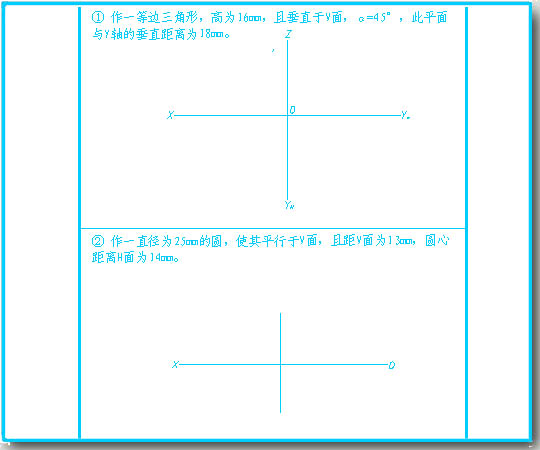 ① 作一等边三角形，高为16mm，且垂直于V面，α=45°，此平面
与Y轴的垂直距离为18mm。
Z
X
O
Yw
YH
② 作一直径为25mm的圆，使其平行于V面，且距V面为13mm，圆心
距离H面为14mm。
X
O